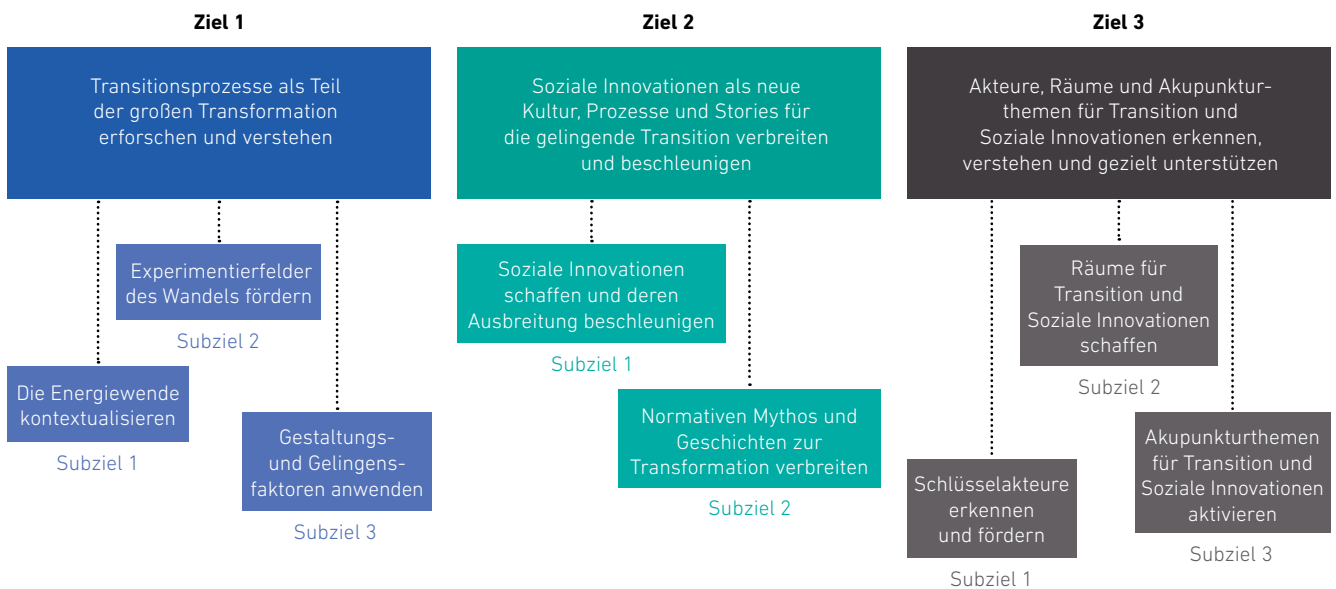 Ziel 1
Transitionsprozesse als Teil
der großen Transformation
erforschen und verstehen
Experimentierfelder
des Wandels fördern
Subziel 2
Die Energiewende
kontextualisieren
Subziel 1
Gestaltungs-
und Gelingens-
faktoren anwenden
Subziel 3
Ziel 2
Soziale Innovationen als neue
Kultur, Prozesse und Stories für
die gelingende Transition verbreiten
und beschleunigen
Soziale Innovationen
schaffen und deren
Ausbreitung beschleunigen
Subziel 1
Normativen Mythos und
Geschichten zur
Transformation verbreiten
Subziel 2
Ziel 3
Akteure, Räume und Akupunktur-
themen für Transition und
Soziale Innovationen erkennen,
verstehen und gezielt unterstützen
Räume für
Transition und
Soziale Innovationen
schaffen
Subziel 2
Schlüsselakteure
erkennen
und fördern
Subziel 1
Akupunkturthemen
für Transition und
Soziale Innovationen
aktivieren
Subziel 3